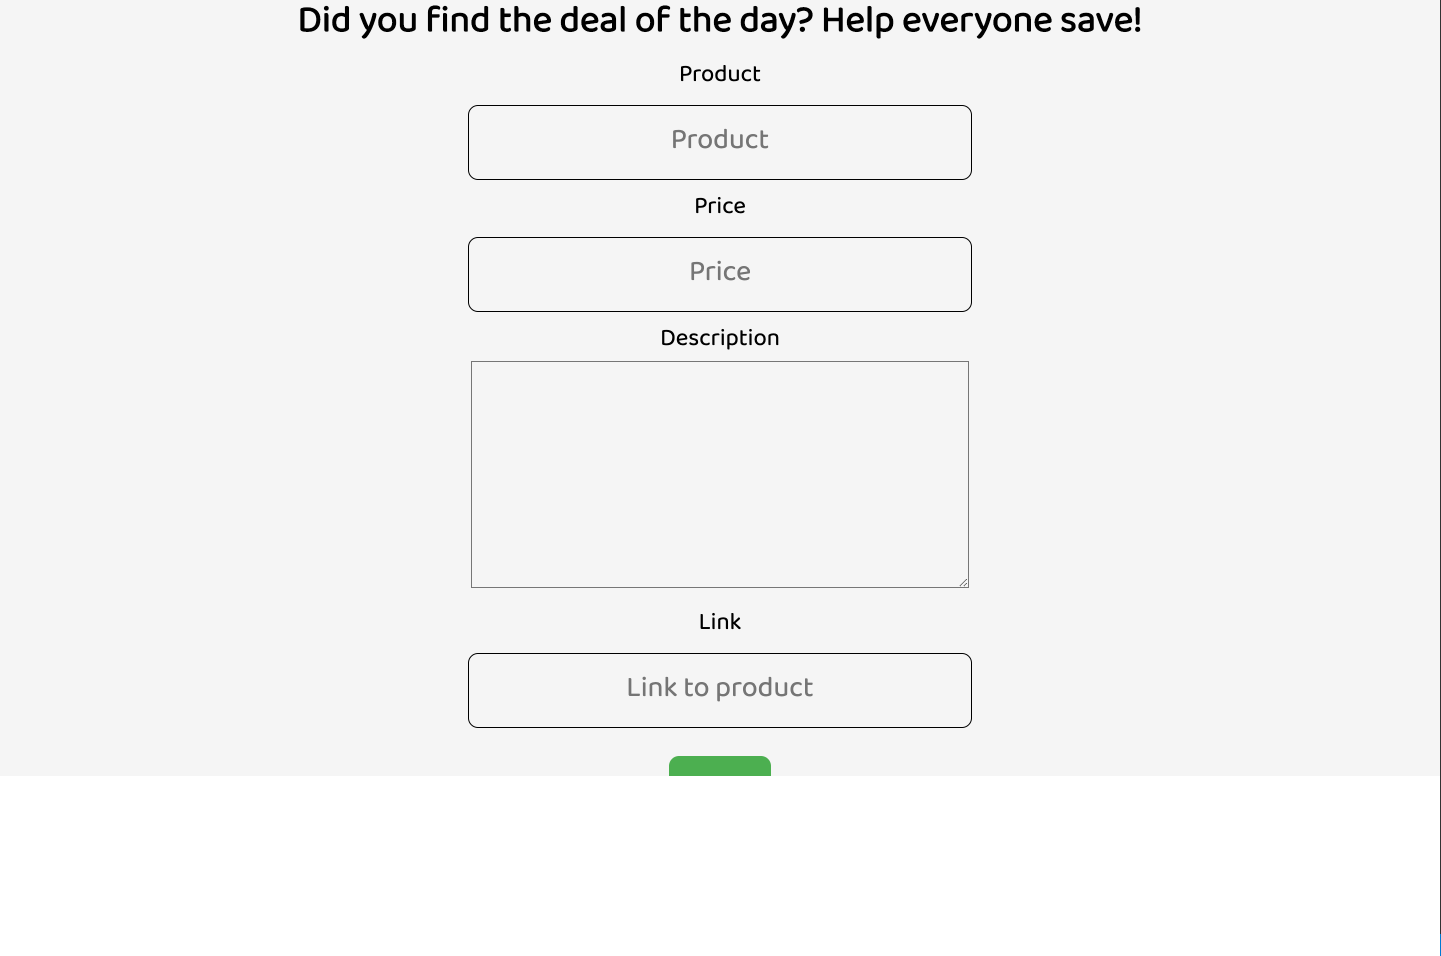 Did you find the deal of the day? Help everyone save!
Product
Product
Price
Price
Description
Link
Link to product